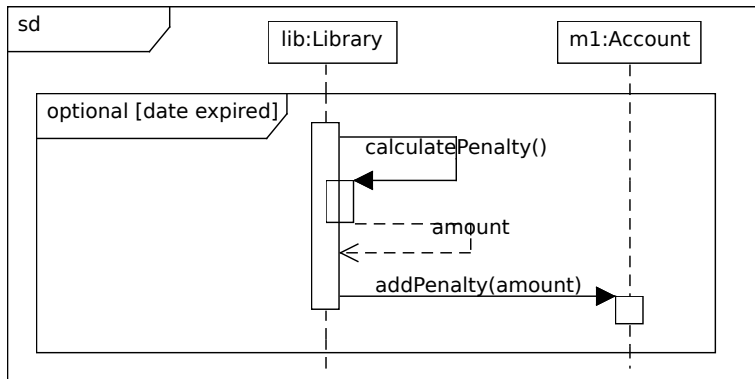 sd
lib:Library
m1:Account
optional [date expired]
calculatePenalty()
amount
addPenalty(amount)